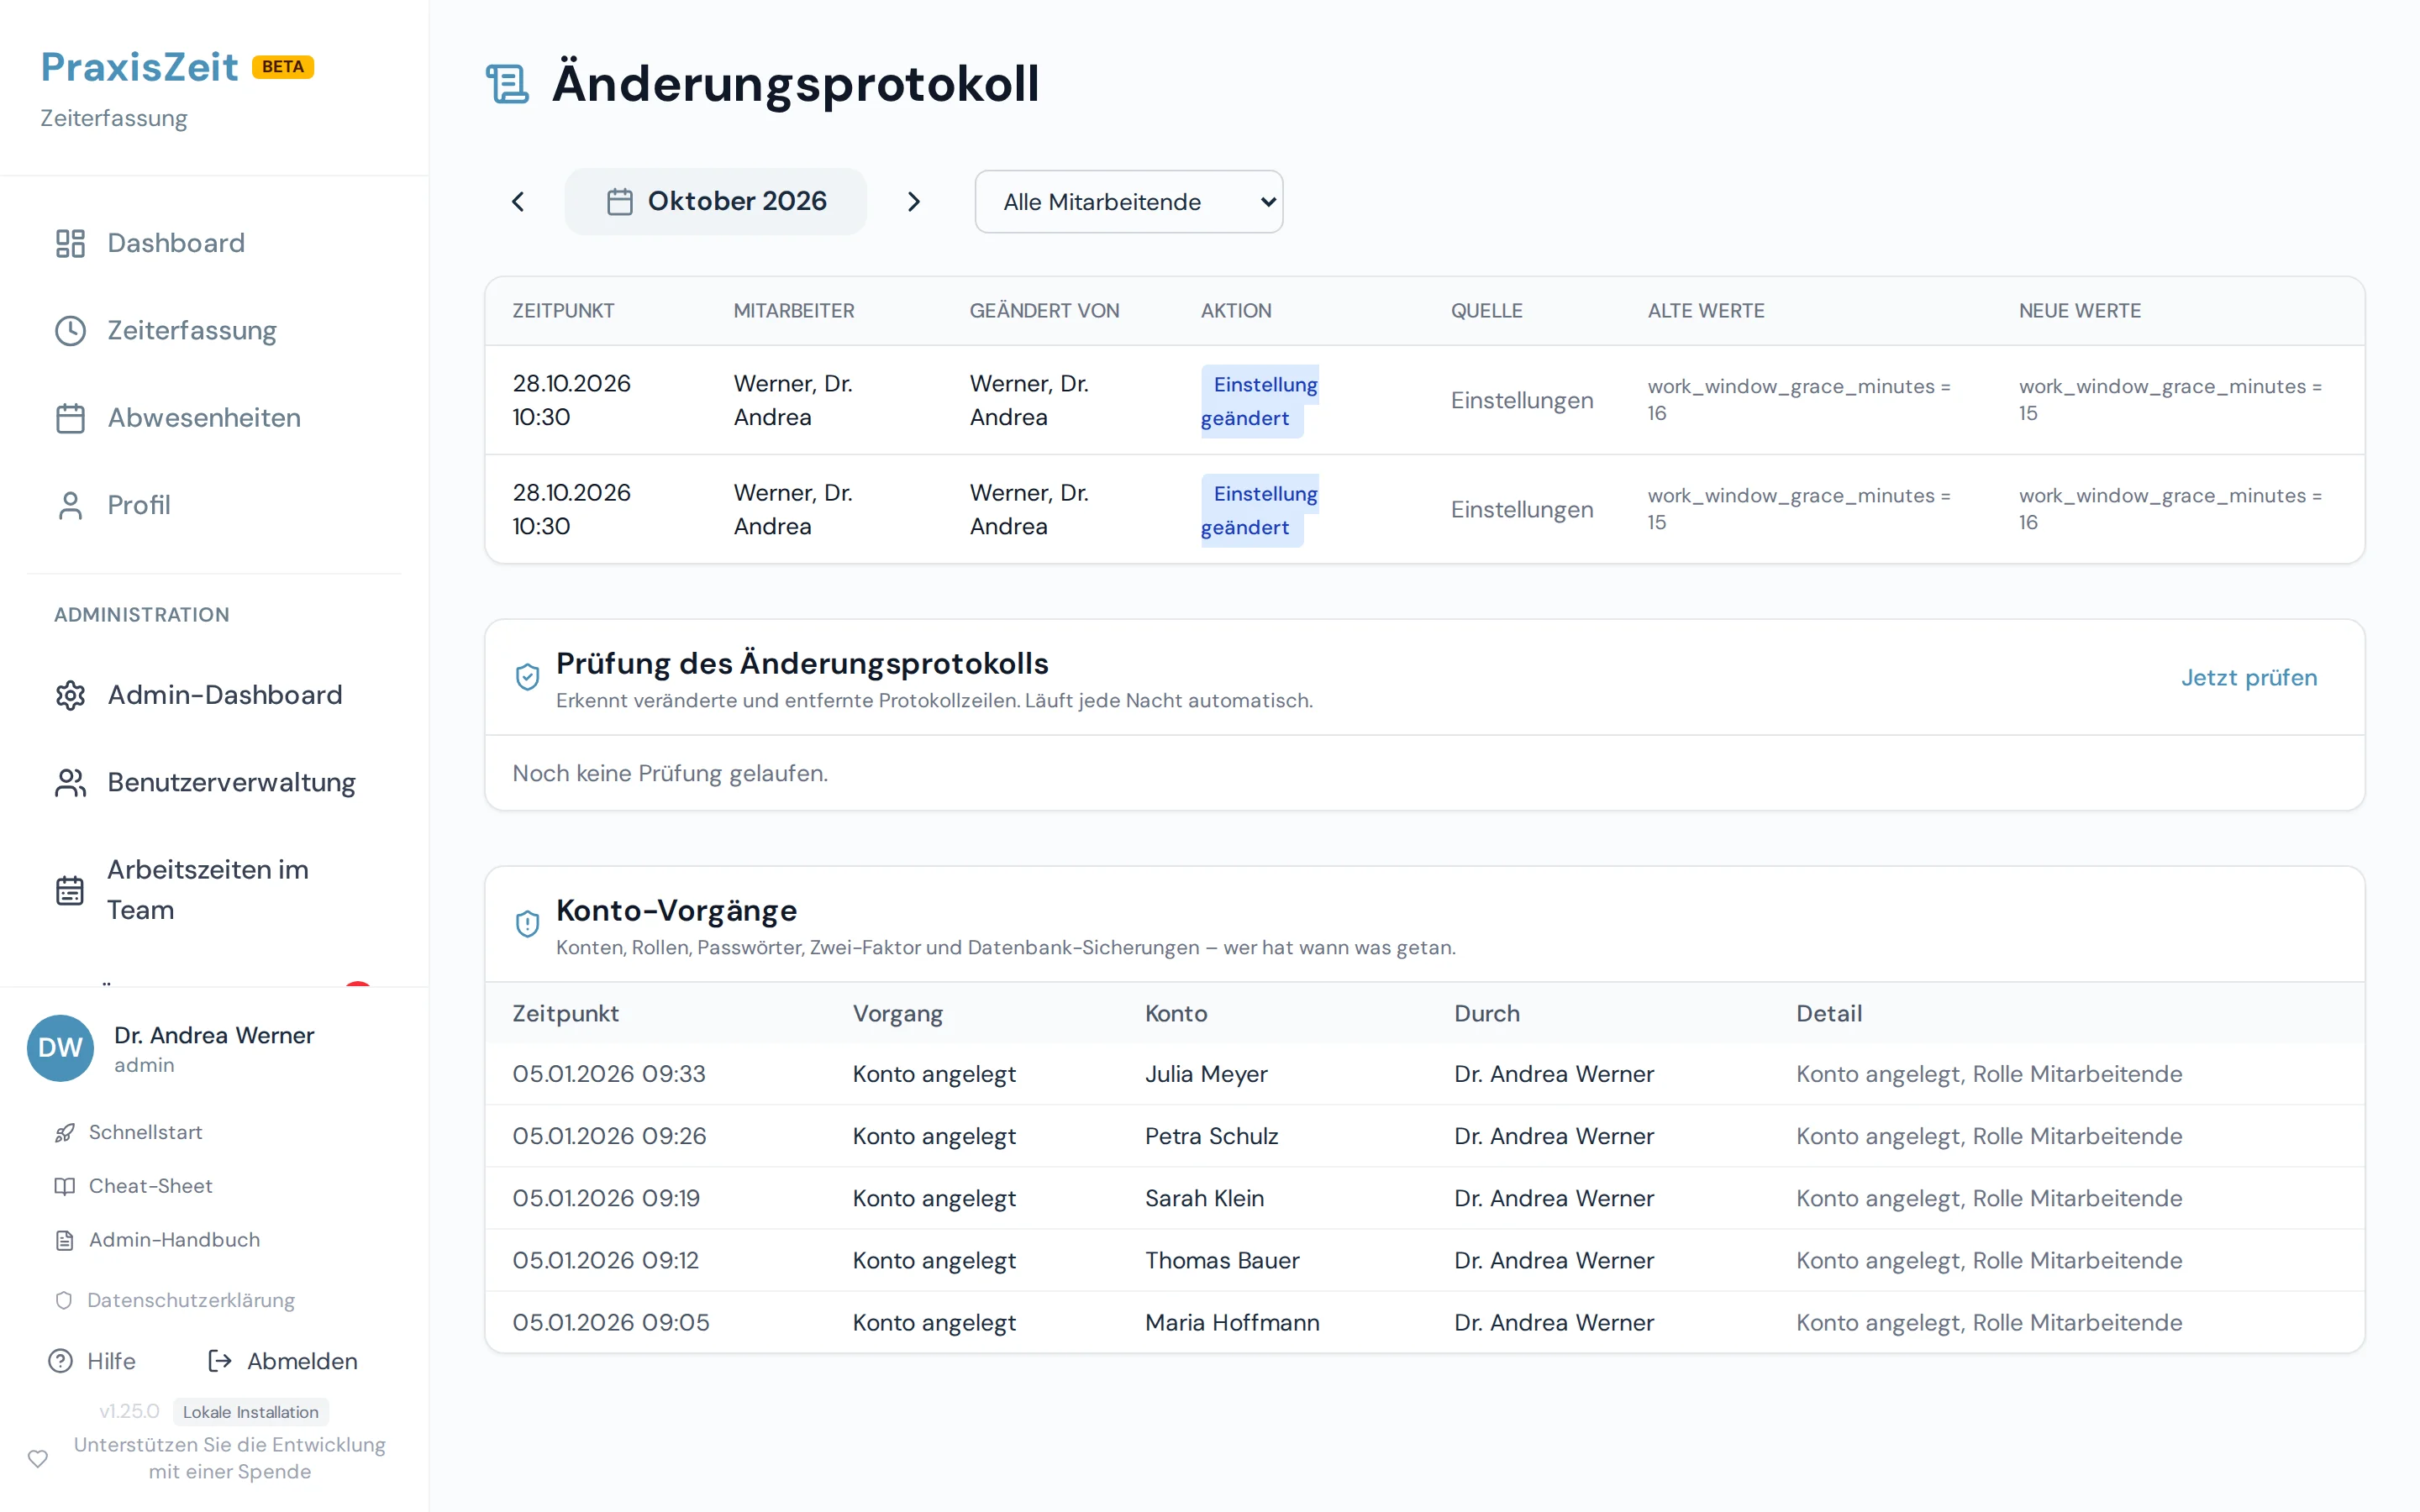 PraxisZeit BETA
Zeiterfassung
Dashboard
Zeiterfassung
Abwesenheiten
Profil
ADMINISTRATION
Admin-Dashboard
Benutzerverwaltung
Arbeitszeiten im
Team
DW
Dr. Andrea Werner
admin
Schnellstart
Cheat-Sheet
Admin-Handbuch
Datenschutzerklärung
Hilfe Abmelden
v1.25.0 Lokale Installation
Unterstützen Sie die Entwicklung
mit einer Spende
Änderungsprotokoll
Oktober 2026 Alle Mitarbeitende
ZEITPUNKT MITARBEITER GEÄNDERT VON AKTION QUELLE ALTE WERTE NEUE WERTE
28.10.2026 Werner, Dr. Werner, Dr. Einstellung Einstellungen work_window_grace_minutes = work_window_grace_minutes =
10:30 Andrea Andrea geändert 16 15
28.10.2026 Werner, Dr. Werner, Dr. Einstellung Einstellungen work_window_grace_minutes = work_window_grace_minutes =
10:30 Andrea Andrea geändert 15 16
Prüfung des Änderungsprotokolls
Erkennt veränderte und entfernte Protokollzeilen. Läuft jede Nacht automatisch.
Jetzt prüfen
Noch keine Prüfung gelaufen.
Konto-Vorgänge
Konten, Rollen, Passwörter, Zwei-Faktor und Datenbank-Sicherungen – wer hat wann was getan.
Zeitpunkt Vorgang Konto Durch Detail
05.01.2026 09:33 Konto angelegt Julia Meyer Dr. Andrea Werner Konto angelegt, Rolle Mitarbeitende
05.01.2026 09:26 Konto angelegt Petra Schulz Dr. Andrea Werner Konto angelegt, Rolle Mitarbeitende
05.01.2026 09:19 Konto angelegt Sarah Klein Dr. Andrea Werner Konto angelegt, Rolle Mitarbeitende
05.01.2026 09:12 Konto angelegt Thomas Bauer Dr. Andrea Werner Konto angelegt, Rolle Mitarbeitende
05.01.2026 09:05 Konto angelegt Maria Hoffmann Dr. Andrea Werner Konto angelegt, Rolle Mitarbeitende